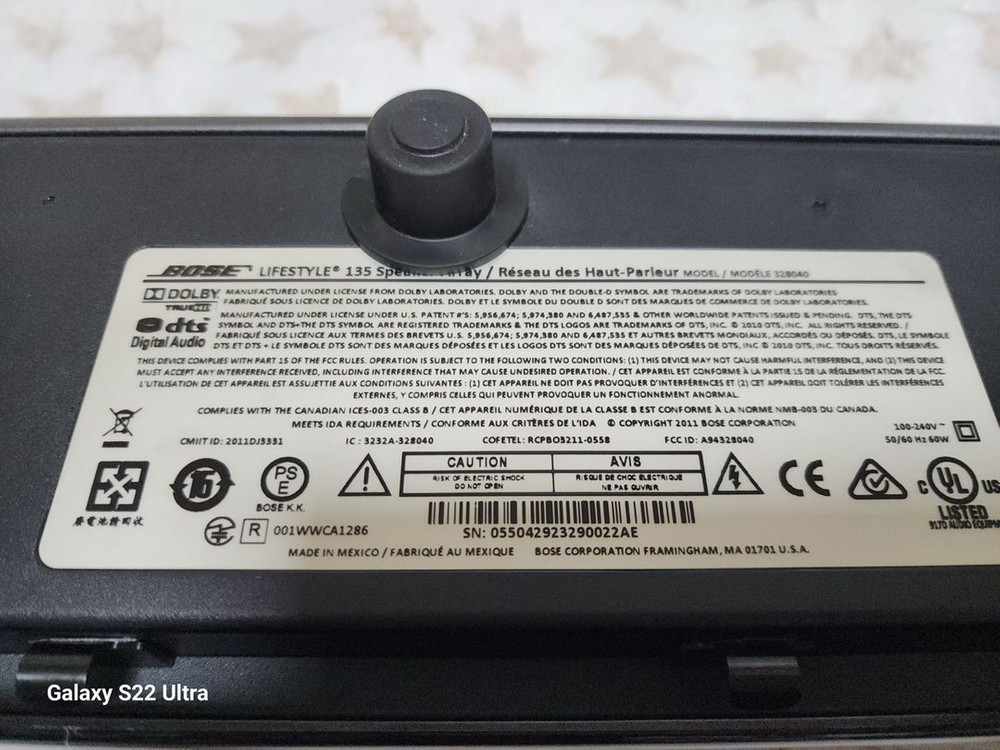 BOSE LIFESTYLE® 135 Speaker Array / Réseau des Haut-Parleur MODEL / MODÈLE 328040
DOLBY TRUEHD
MANUFACTURED UNDER LICENSE FROM DOLBY LABORATORIES. DOLBY AND THE DOUBLE-D SYMBOL ARE TRADEMARKS OF DOLBY LABORATORIES
FABRIQUÉ SOUS LICENCE DE DOLBY LABORATORIES. DOLBY ET LE SYMBOLE DU DOUBLE D SONT DES MARQUES DE COMMERCE DE DOLBY LABORATORIES.
dts Digital Audio
MANUFACTURED UNDER LICENSE UNDER U.S. PATENT #'S: 5,956,674; 5,974,380 AND 6,487,535 & OTHER WORLDWIDE PATENTS ISSUED & PENDING. DTS, THE DTS
SYMBOL AND DTS+THE DTS SYMBOL ARE REGISTERED TRADEMARKS & THE DTS LOGOS ARE TRADEMARKS OF DTS, INC. © 2010 DTS, INC. ALL RIGHTS RESERVED. /
FABRIQUÉ SOUS LICENCE AUX TERMES DES BREVETS U.S. 5,956,674; 5,974,380 AND 6,487,535 ET AUTRES BREVETS MONDIAUX, ACCORDÉS OU DÉPOSÉS. DTS, LE SYMBOLE
DTS ET DTS + LE SYMBOLE DTS SONT DES MARQUES DÉPOSÉES ET LES LOGOS DTS SONT DES MARQUES DÉPOSÉES DE DTS, INC © 2010 DTS, INC. TOUS DROITS RÉSERVÉS.
THIS DEVICE COMPLIES WITH PART 15 OF THE FCC RULES. OPERATION IS SUBJECT TO THE FOLLOWING TWO CONDITIONS: (1) THIS DEVICE MAY NOT CAUSE HARMFUL INTERFERENCE, AND (2) THIS DEVICE
MUST ACCEPT ANY INTERFERENCE RECEIVED, INCLUDING INTERFERENCE THAT MAY CAUSE UNDESIRED OPERATION. / CET APPAREIL EST CONFORME À LA PARTIE 15 DE LA RÉGLEMENTATION DE LA FCC.
L'UTILISATION DE CET APPAREIL EST ASSUJETTIE AUX CONDITIONS SUIVANTES : (1) CET APPAREIL NE DOIT PAS PROVOQUER D'INTERFÉRENCES ET (2) CET APPAREIL DOIT TOLÉRER LES INTERFÉRENCES
EXTERNES, Y COMPRIS CELLES QUI PEUVENT PROVOQUER UN FONCTIONNEMENT ANORMAL.
COMPLIES WITH THE CANADIAN ICES-003 CLASS B / CET APPAREIL NUMÉRIQUE DE LA CLASSE B EST CONFORME À LA NORME NMB-003 DU CANADA.
MEETS IDA REQUIREMENTS / CONFORME AUX CRITÈRES DE L'IDA © COPYRIGHT 2011 BOSE CORPORATION
100-240V ~
50/60 Hz 60W
CMIIT ID: 2011DJ3331 IC : 3232A-328040 COFETEL: RCPBO3211-0558 FCC ID: A94328040
CAUTION AVIS
RISK OF ELECTRIC SHOCK
DO NOT OPEN
RISQUE DE CHOC ÉLECTRIQUE
NE PAS OUVRIR
15
PS E
BOSE K.K.
CE
c UL US
LISTED
917D AUDIO EQUIPM
廢電池請回收
R 001WWCA1286
SN: 055042923290022AE
MADE IN MEXICO / FABRIQUÉ AU MEXIQUE BOSE CORPORATION FRAMINGHAM, MA 01701 U.S.A.
Galaxy S22 Ultra